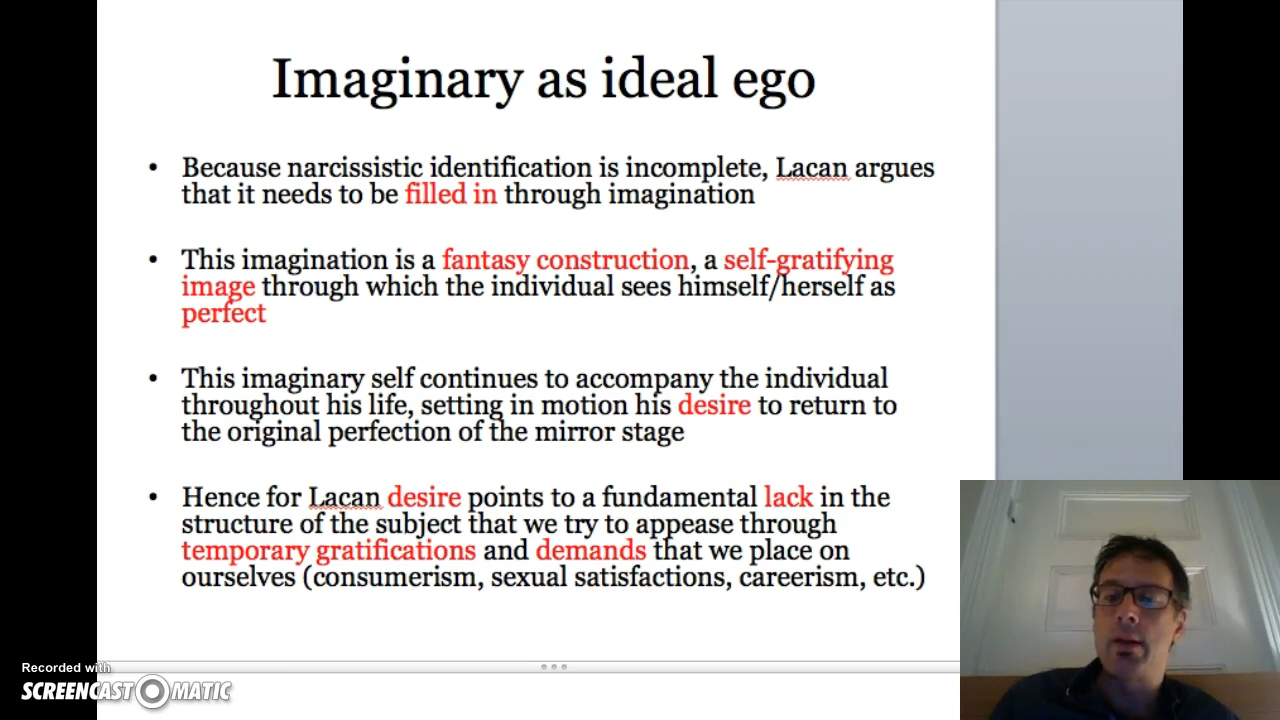 Imaginary as ideal ego
• Because narcissistic identification is incomplete, Lacan argues
that it needs to be filled in through imagination
• This imagination is a fantasy construction, a self-gratifying
image through which the individual sees himself/herself as
perfect
• This imaginary self continues to accompany the individual
throughout his life, setting in motion his desire to return to
the original perfection of the mirror stage
• Hence for Lacan desire points to a fundamental lack in the
structure of the subject that we try to appease through
temporary gratifications and demands that we place on
ourselves (consumerism, sexual satisfactions, careerism, etc.)
Recorded with
SCREENCAST O MATIC